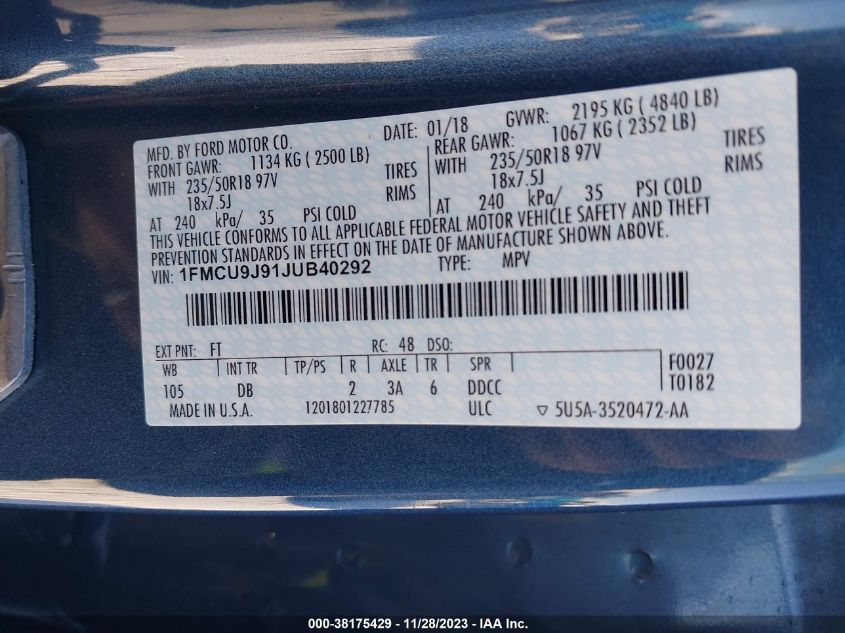 MFD. BY FORD MOTOR CO. DATE: 01/18 GVWR: 2195 KG ( 4840 LB)
FRONT GAWR: 1134 KG ( 2500 LB) REAR GAWR: 1067 KG ( 2352 LB)
WITH 235/50R18 97V TIRES WITH 235/50R18 97V TIRES
18x7.5J RIMS 18x7.5J RIMS
AT 240 kPa/ 35 PSI COLD AT 240 kPa/ 35 PSI COLD
THIS VEHICLE CONFORMS TO ALL APPLICABLE FEDERAL MOTOR VEHICLE SAFETY AND THEFT
PREVENTION STANDARDS IN EFFECT ON THE DATE OF MANUFACTURE SHOWN ABOVE.
VIN: 1FMCU9J91JUB40292 TYPE: MPV
EXT PNT: FT RC: 48 DSO:
WB INT TR TP/PS R AXLE TR SPR F0027
105 DB 2 3A 6 DDCC T0182
MADE IN U.S.A. 1201801227785 ULC ▽ 5U5A-3520472-AA
000-38175429 - 11/28/2023 - IAA Inc.